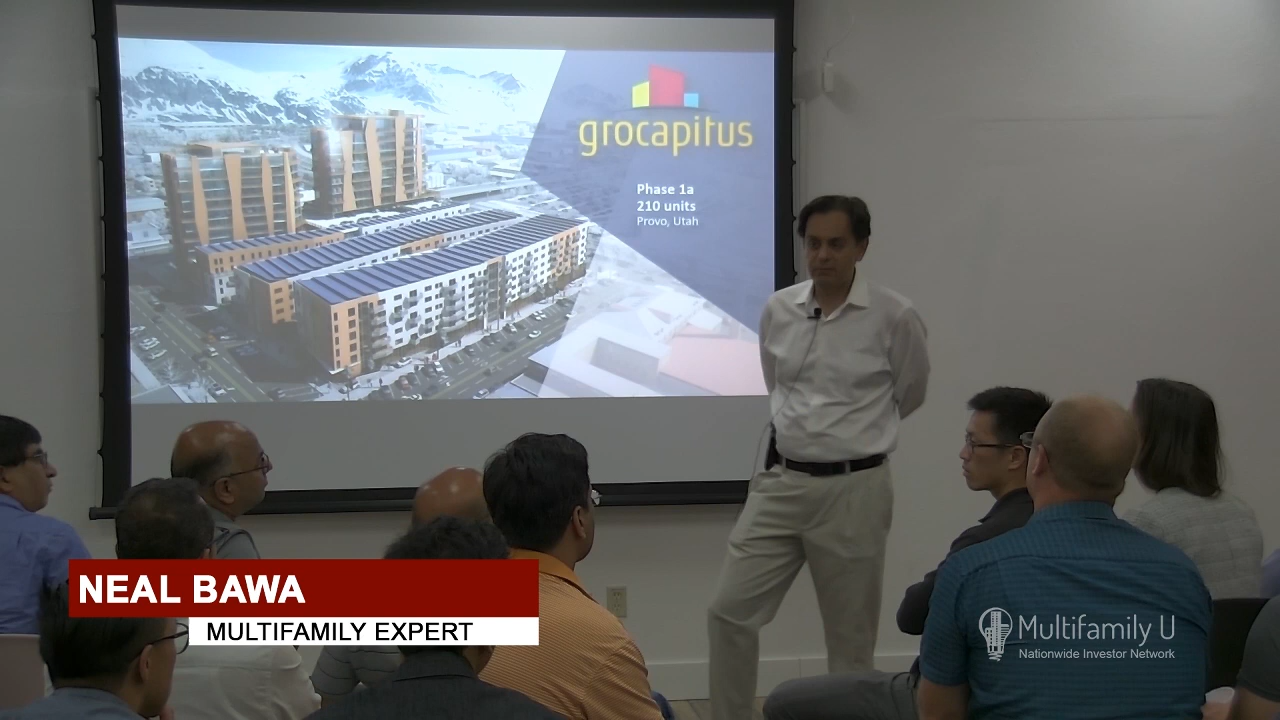 grocapitus
Phase 1a
210 units
Provo, Utah
NEAL BAWA
MULTIFAMILY EXPERT
Multifamily U
Nationwide Investor Network